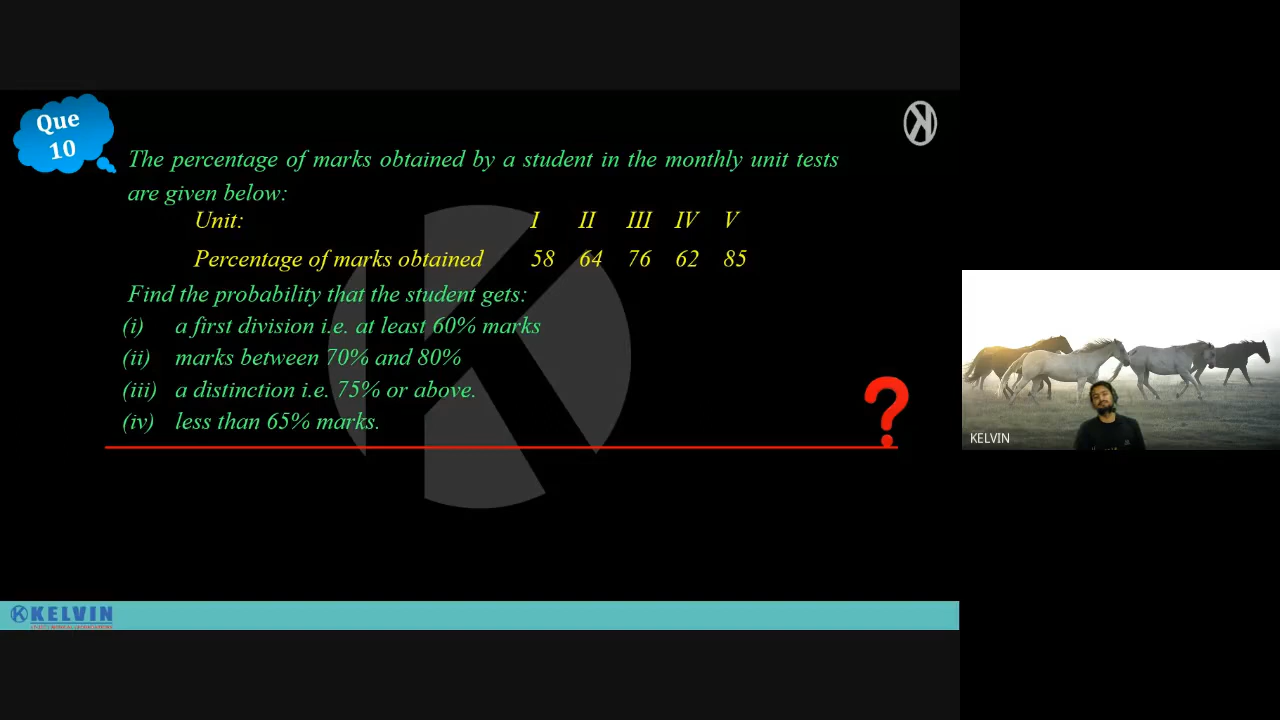 Que
10
The percentage of marks obtained by a student in the monthly unit tests
are given below:
Unit: I II III IV V
Percentage of marks obtained 58 64 76 62 85
Find the probability that the student gets:
(i) a first division i.e. at least 60% marks
(ii) marks between 70% and 80%
(iii) a distinction i.e. 75% or above.
(iv) less than 65% marks.
?
KELVIN
KELVIN